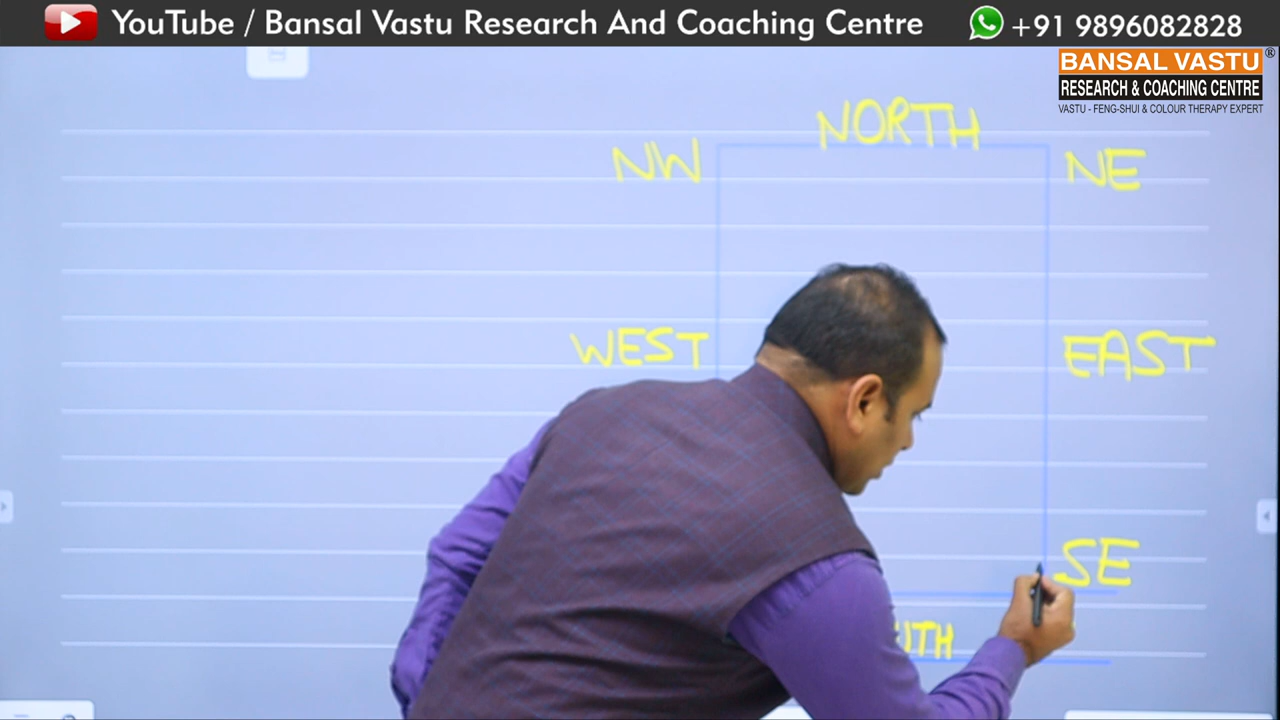 YouTube / Bansal Vastu Research And Coaching Centre
+91 9896082828
BANSAL VASTU®
RESEARCH & COACHING CENTRE
VASTU - FENG-SHUI & COLOUR THERAPY EXPERT
NORTH
NW
NE
WEST
EAST
SE